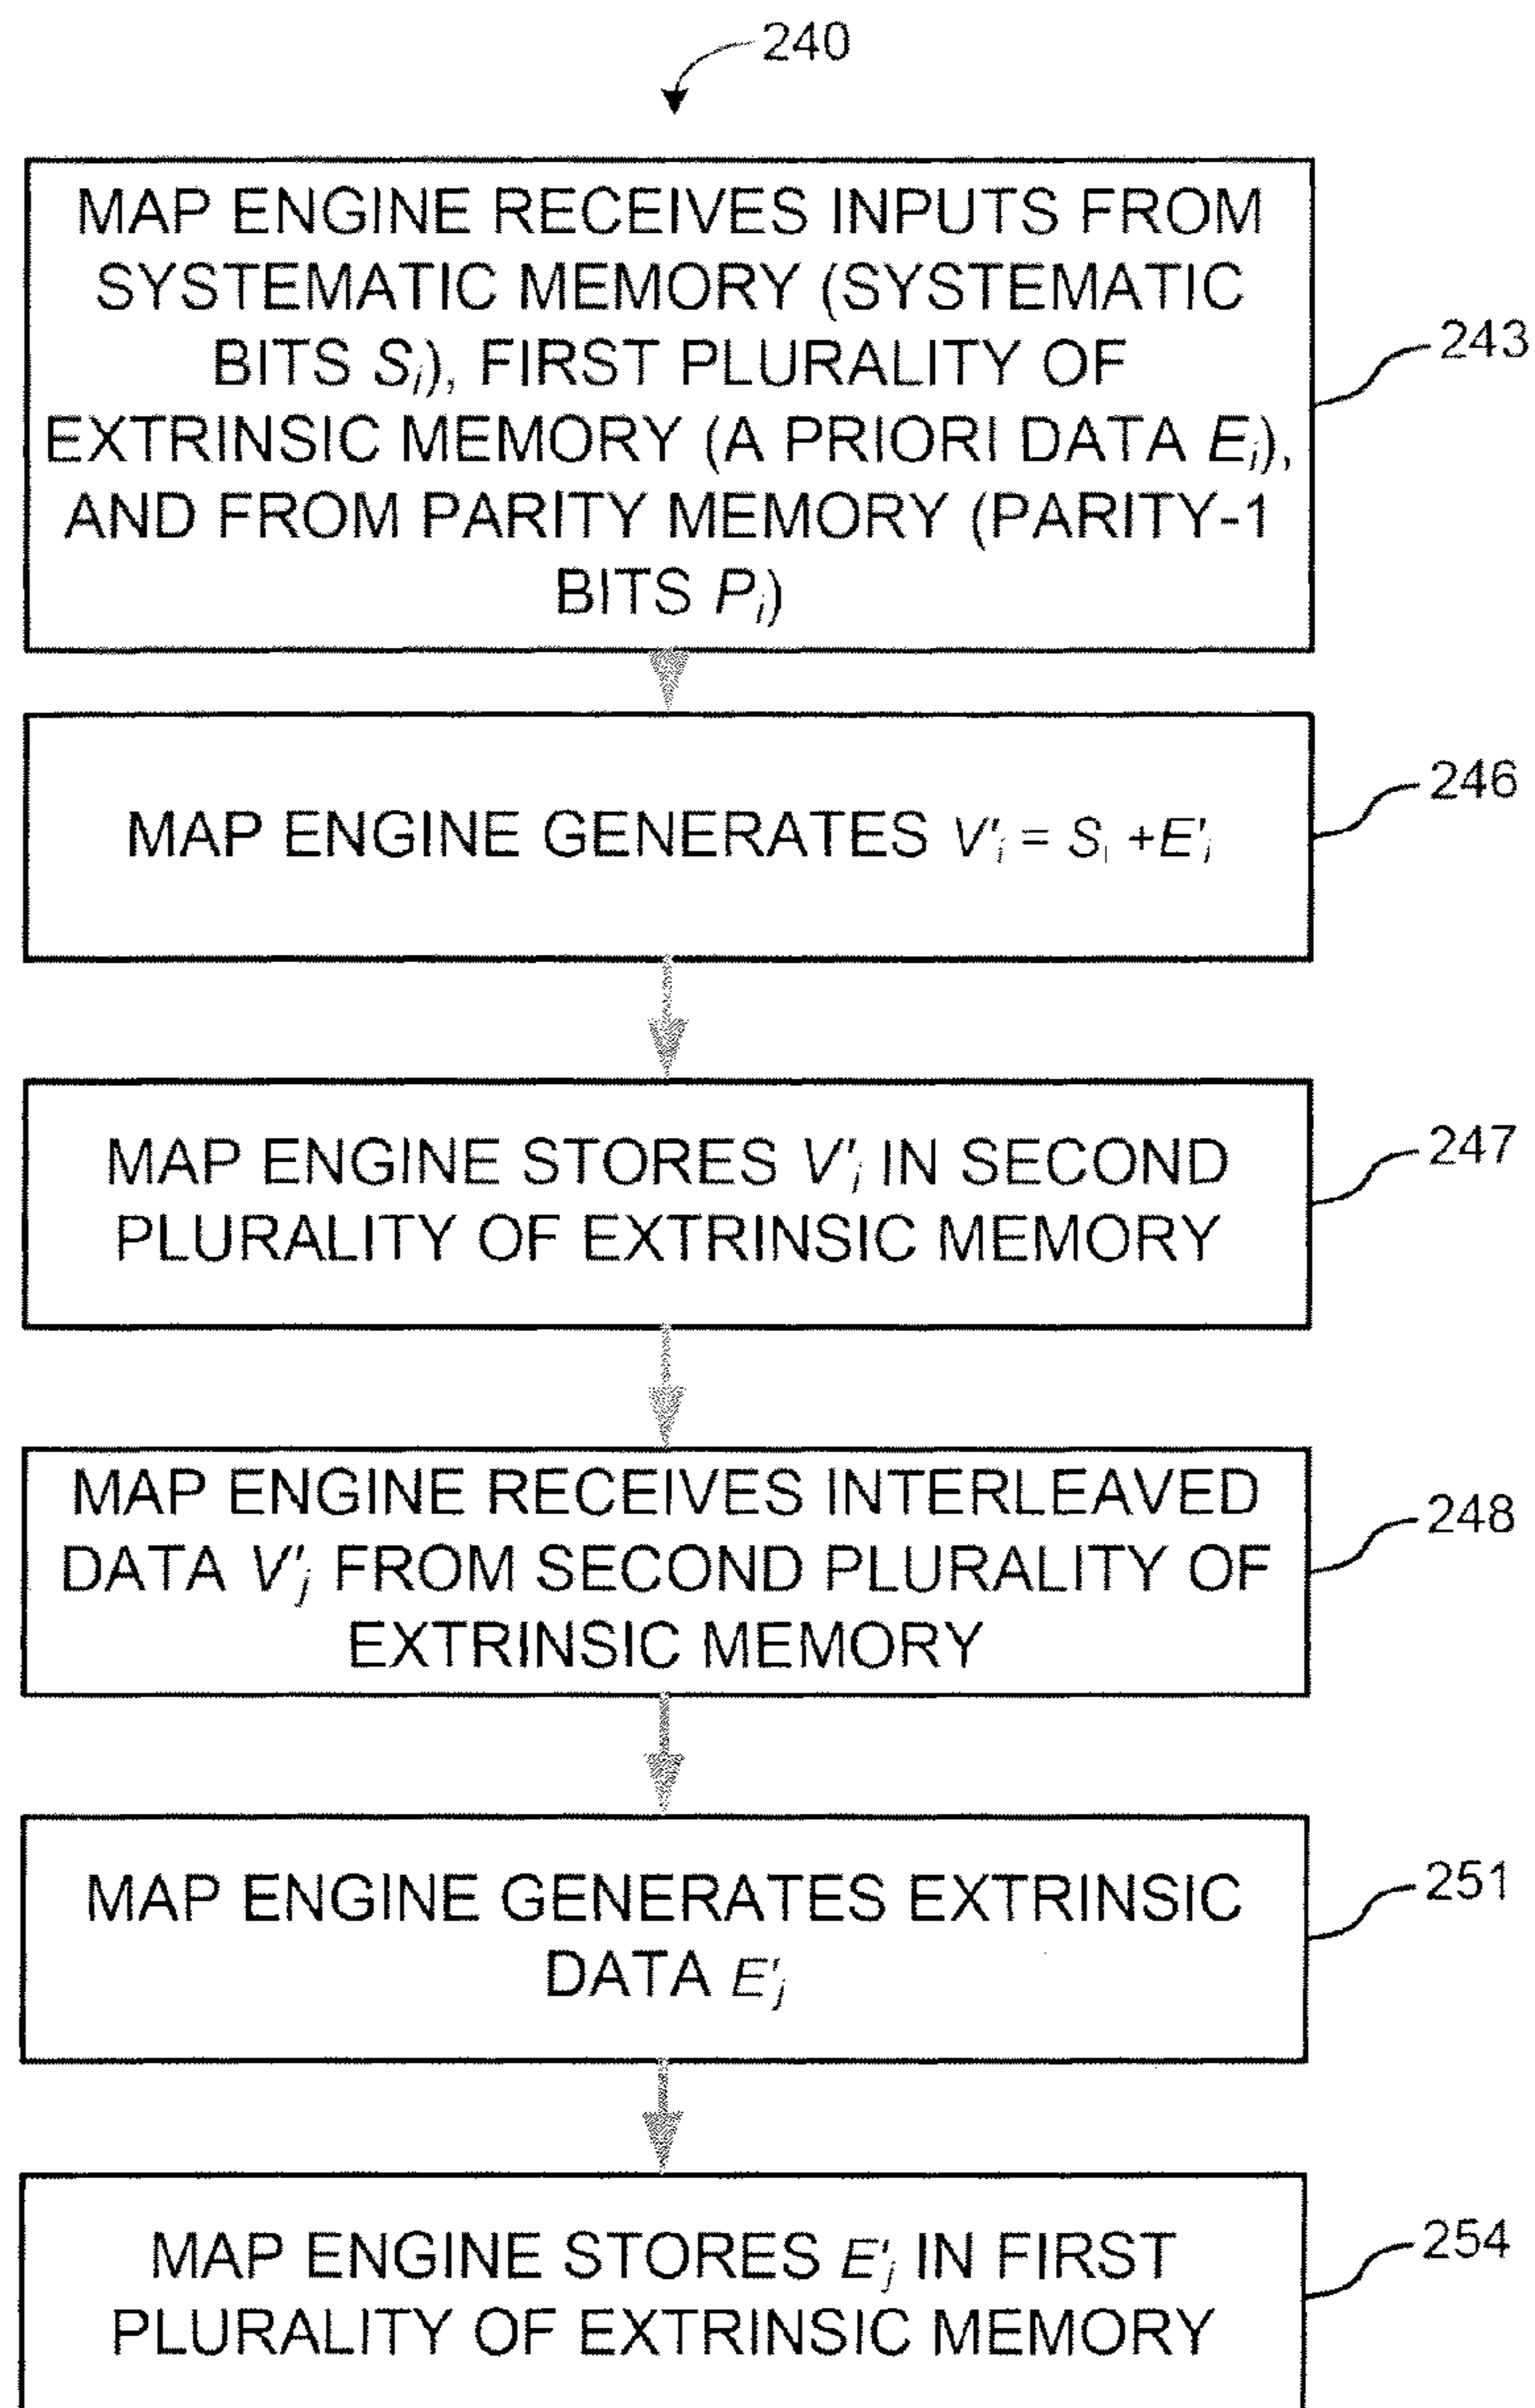 240
MAP ENGINE RECEIVES INPUTS FROM
SYSTEMATIC MEMORY (SYSTEMATIC
BITS Si), FIRST PLURALITY OF
EXTRINSIC MEMORY (A PRIORI DATA Ei),
AND FROM PARITY MEMORY (PARITY-1
BITS Pi)
243
MAP ENGINE GENERATES V'i = Si +E'i
246
MAP ENGINE STORES V'i IN SECOND
PLURALITY OF EXTRINSIC MEMORY
247
MAP ENGINE RECEIVES INTERLEAVED
DATA V'j FROM SECOND PLURALITY OF
EXTRINSIC MEMORY
248
MAP ENGINE GENERATES EXTRINSIC
DATA E'j
251
MAP ENGINE STORES E'j IN FIRST
PLURALITY OF EXTRINSIC MEMORY
254